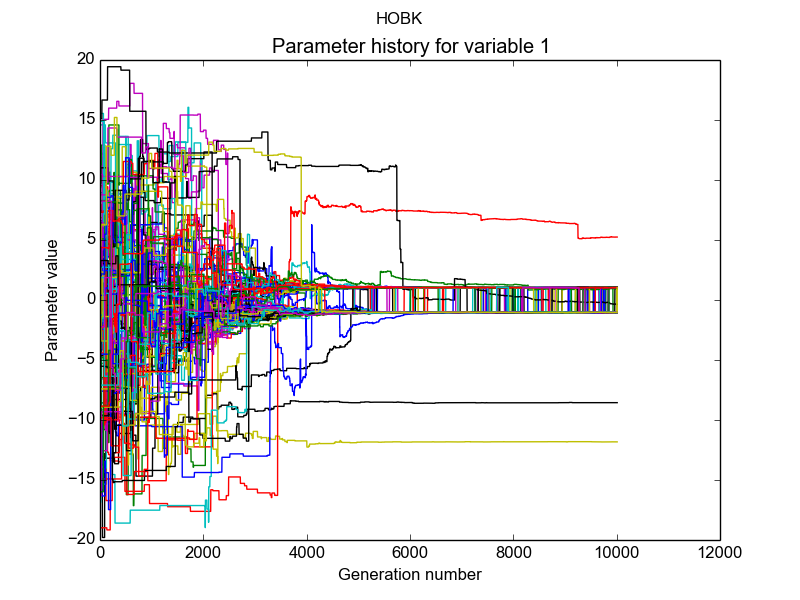 HOBK
Parameter history for variable 1
20
15
10
5
0
−5
−10
−15
−20
Parameter value
0 2000 4000 6000 8000 10000 12000
Generation number